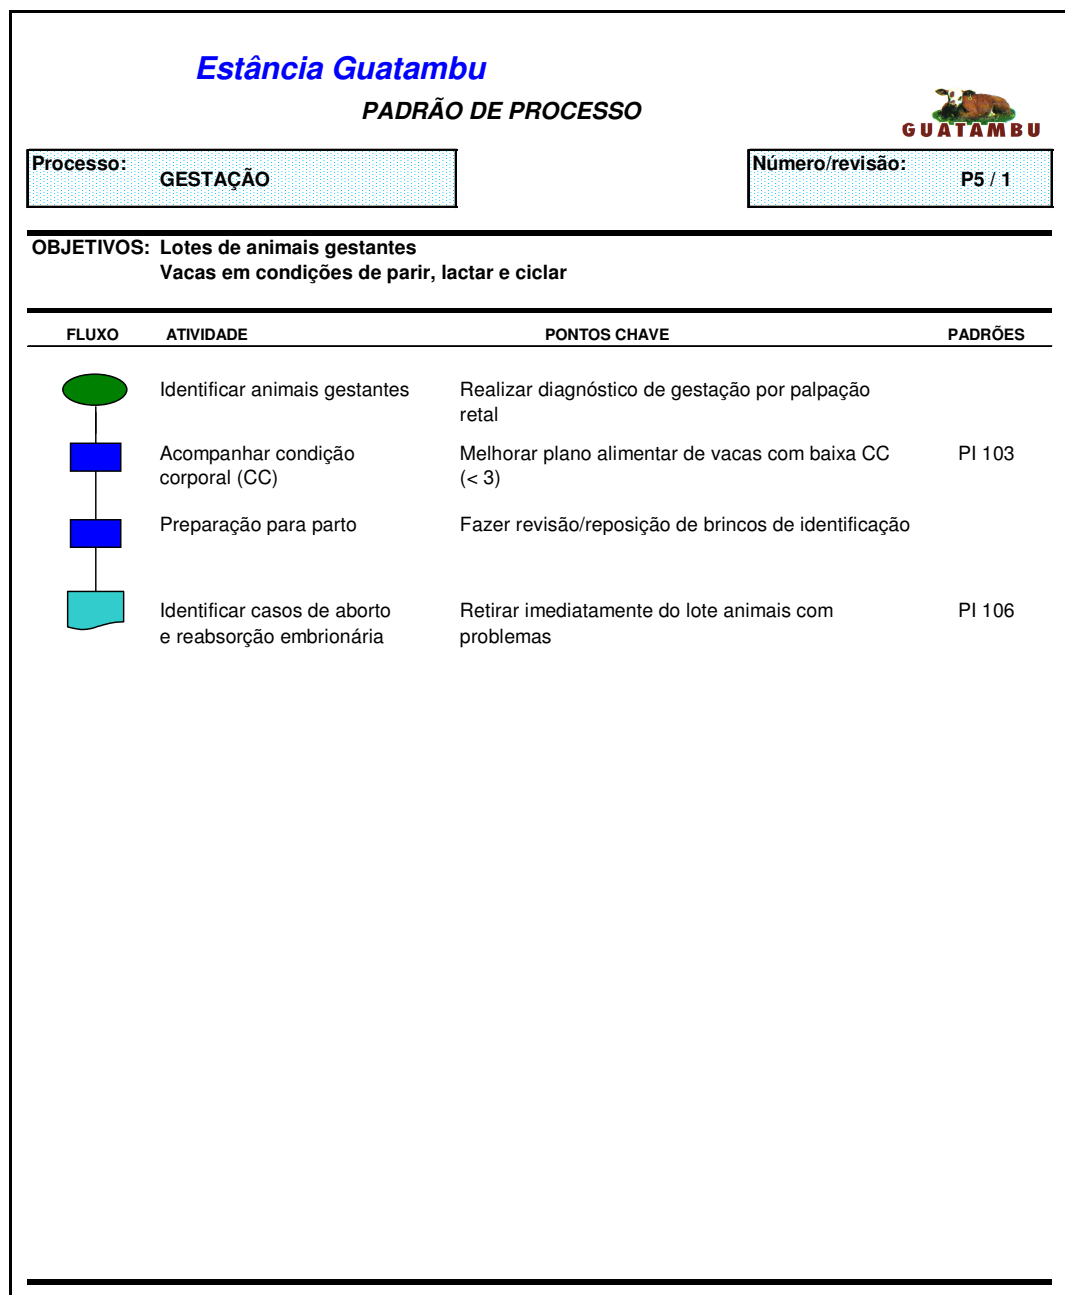 Estância Guatambu
PADRÃO DE PROCESSO
GUATAMBU
Processo:
GESTAÇÃO
Número/revisão:
P5 / 1
OBJETIVOS: Lotes de animais gestantes
Vacas em condições de parir, lactar e ciclar
FLUXO ATIVIDADE PONTOS CHAVE PADRÕES
Identificar animais gestantes Realizar diagnóstico de gestação por palpação
retal
Acompanhar condição Melhorar plano alimentar de vacas com baixa CC PI 103
corporal (CC) (< 3)
Preparação para parto Fazer revisão/reposição de brincos de identificação
Identificar casos de aborto Retirar imediatamente do lote animais com PI 106
e reabsorção embrionária problemas